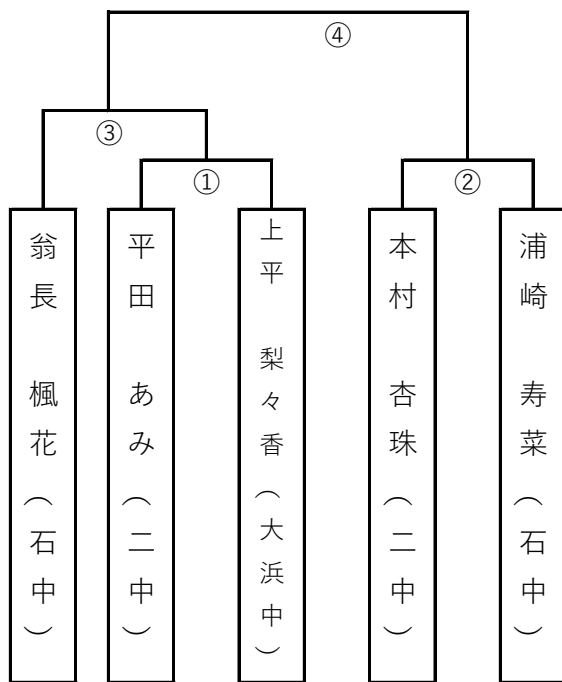 ④
③
①
②
翁長　楓花（石中）
平田　あみ（二中）
上平　梨々香（大浜中）
本村　杏珠（二中）
浦崎　寿菜（石中）